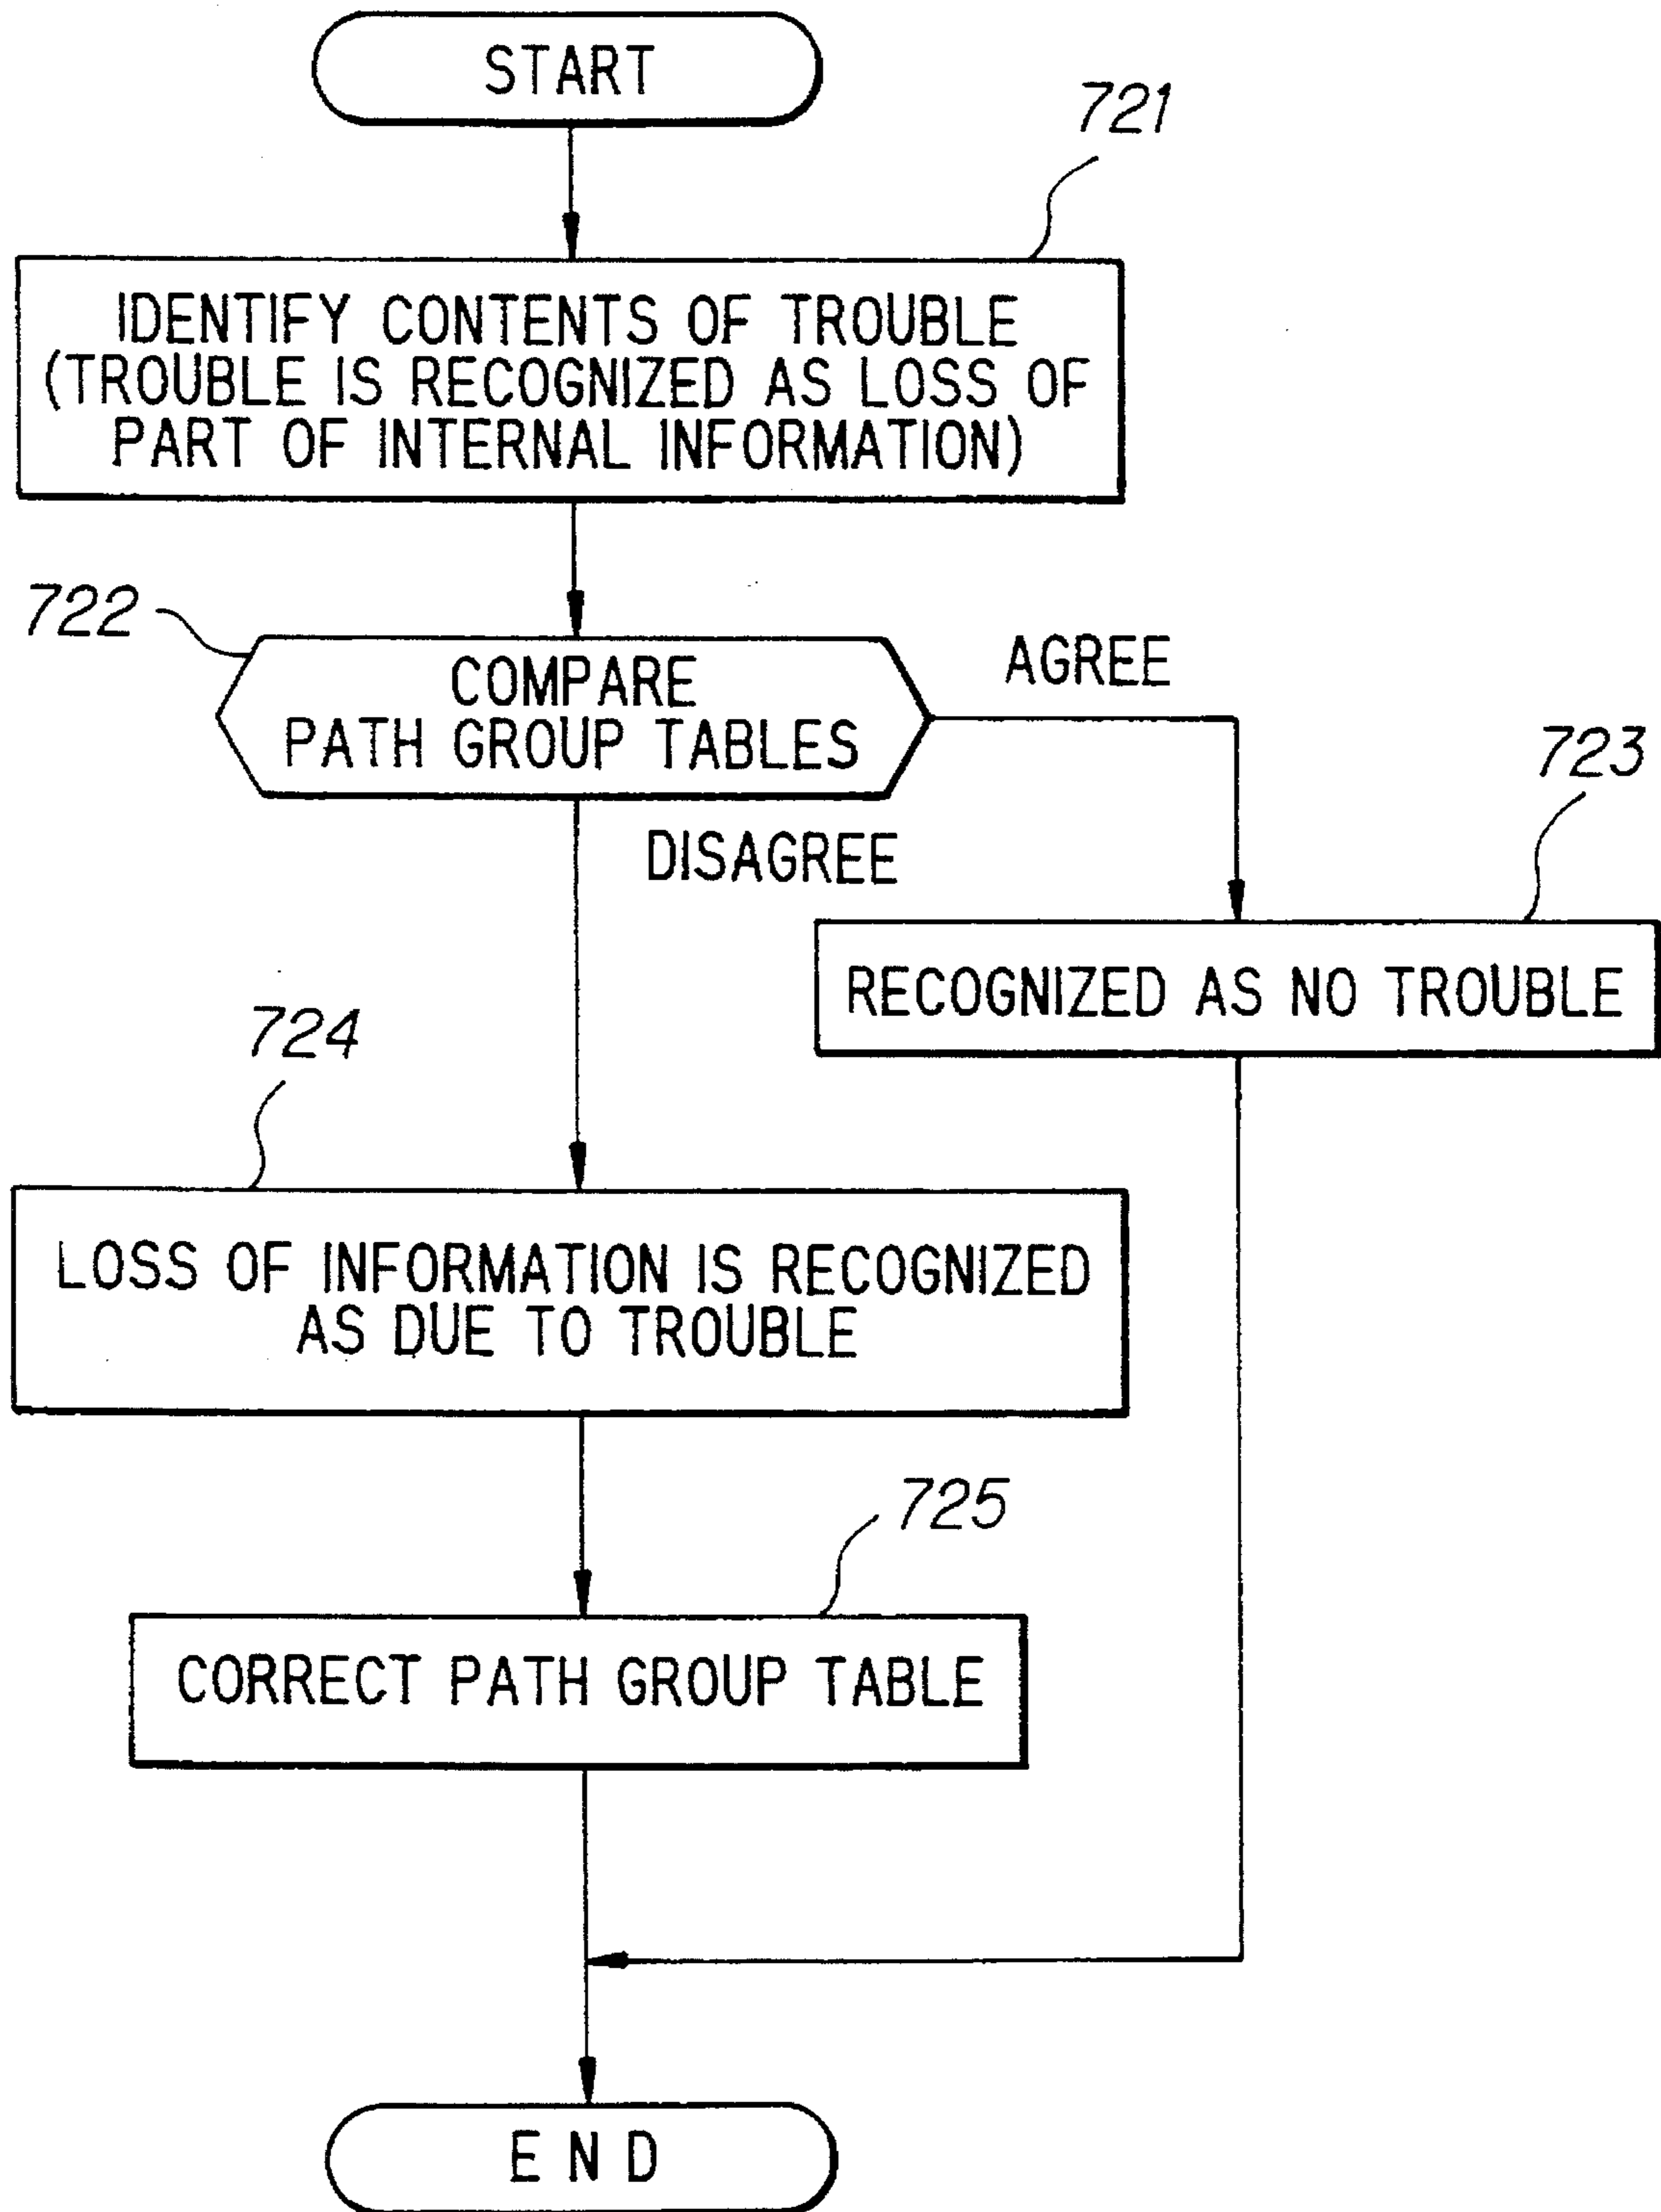 START
721
IDENTIFY CONTENTS OF TROUBLE
(TROUBLE IS RECOGNIZED AS LOSS OF
PART OF INTERNAL INFORMATION)
722
COMPARE
PATH GROUP TABLES
AGREE
DISAGREE
723
RECOGNIZED AS NO TROUBLE
724
LOSS OF INFORMATION IS RECOGNIZED
AS DUE TO TROUBLE
725
CORRECT PATH GROUP TABLE
END